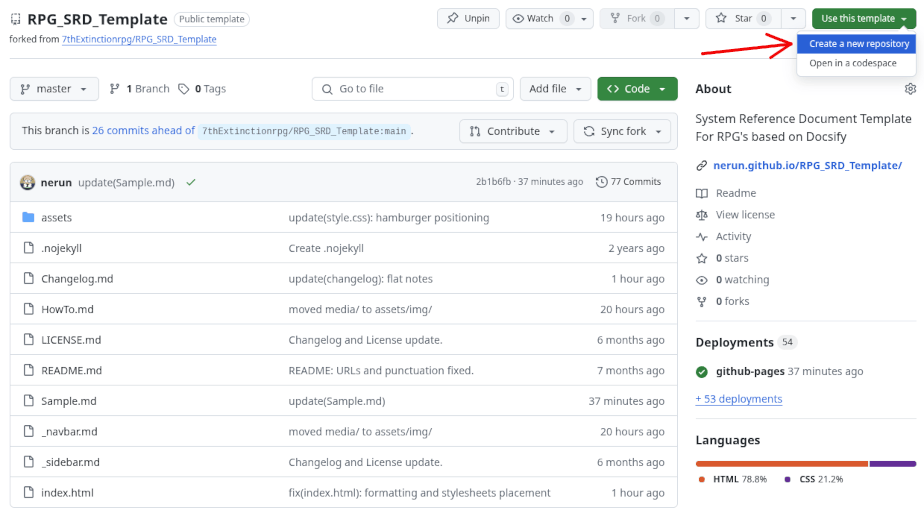 RPG_SRD_Template Public template Unpin Watch 0 Fork 0 Star 0 Use this template
forked from 7thExtinctionrpg/RPG_SRD_Template
Create a new repository
Open in a codespace
master 1 Branch 0 Tags Go to file t Add file Code
This branch is 26 commits ahead of 7thExtinctionrpg/RPG_SRD_Template:main.
Contribute Sync fork
nerun update(Sample.md) 2b1b6fb · 37 minutes ago 77 Commits
assets update(style.css): hamburger positioning 19 hours ago
.nojekyll Create .nojekyll 2 years ago
Changelog.md update(changelog): flat notes 1 hour ago
HowTo.md moved media/ to assets/img/ 20 hours ago
LICENSE.md Changelog and License update. 6 months ago
README.md README: URLs and punctuation fixed. 7 months ago
Sample.md update(Sample.md) 37 minutes ago
_navbar.md moved media/ to assets/img/ 20 hours ago
_sidebar.md Changelog and License update. 6 months ago
index.html fix(index.html): formatting and stylesheets placement 1 hour ago
About
System Reference Document Template
For RPG's based on Docsify
nerun.github.io/RPG_SRD_Template/
Readme
View license
Activity
0 stars
0 watching
0 forks
Deployments 54
github-pages 37 minutes ago
+ 53 deployments
Languages
HTML 78.8% CSS 21.2%